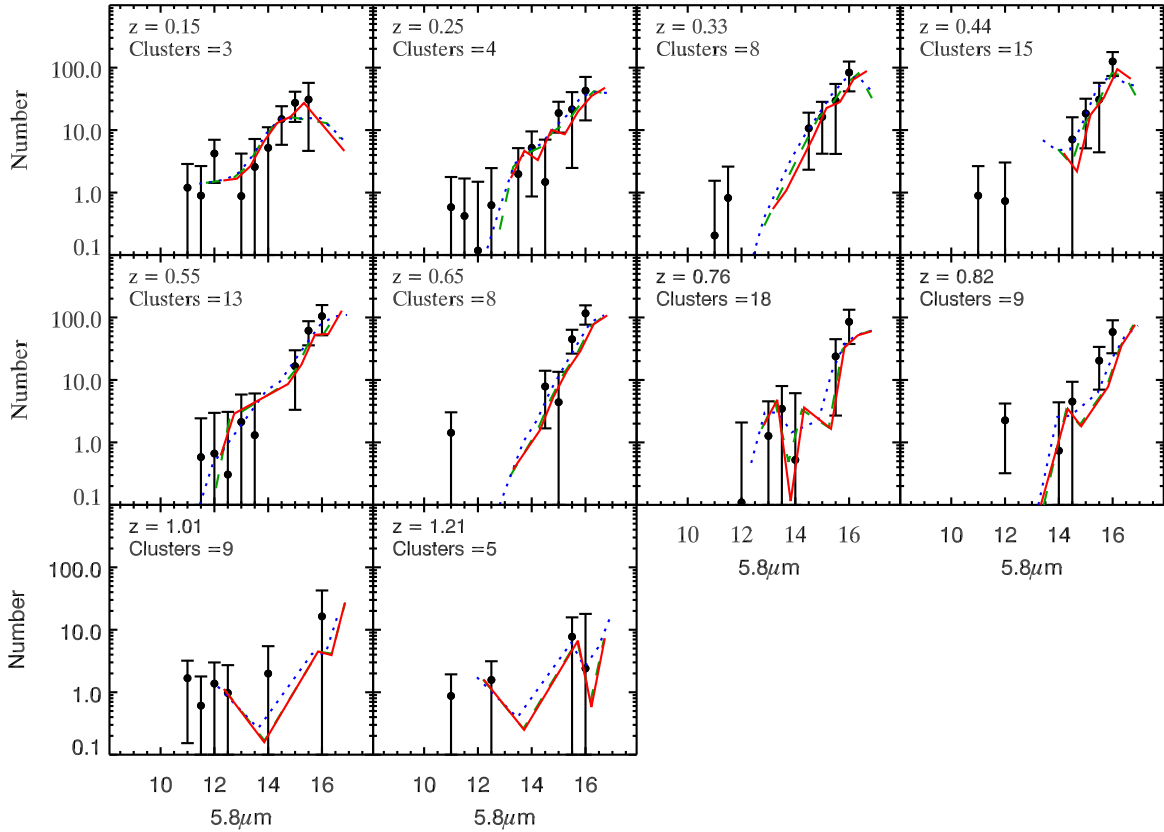 z = 0.15
Clusters =3
z = 0.25
Clusters =4
z = 0.33
Clusters =8
z = 0.44
Clusters =15
100.0
10.0
1.0
0.1
Number
z = 0.55
Clusters =13
z = 0.65
Clusters =8
z = 0.76
Clusters =18
z = 0.82
Clusters =9
100.0
10.0
1.0
0.1
Number
10 12 14 16
5.8μm
10 12 14 16
5.8μm
z = 1.01
Clusters =9
z = 1.21
Clusters =5
100.0
10.0
1.0
0.1
Number
10 12 14 16
5.8μm
10 12 14 16
5.8μm